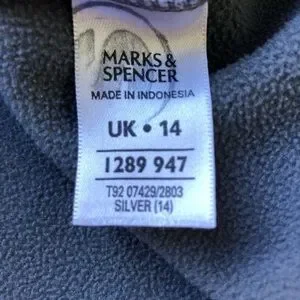 MARKS &
SPENCER
MADE IN INDONESIA
UK • 14
1289 947
T92 07429/2803
SILVER (14)